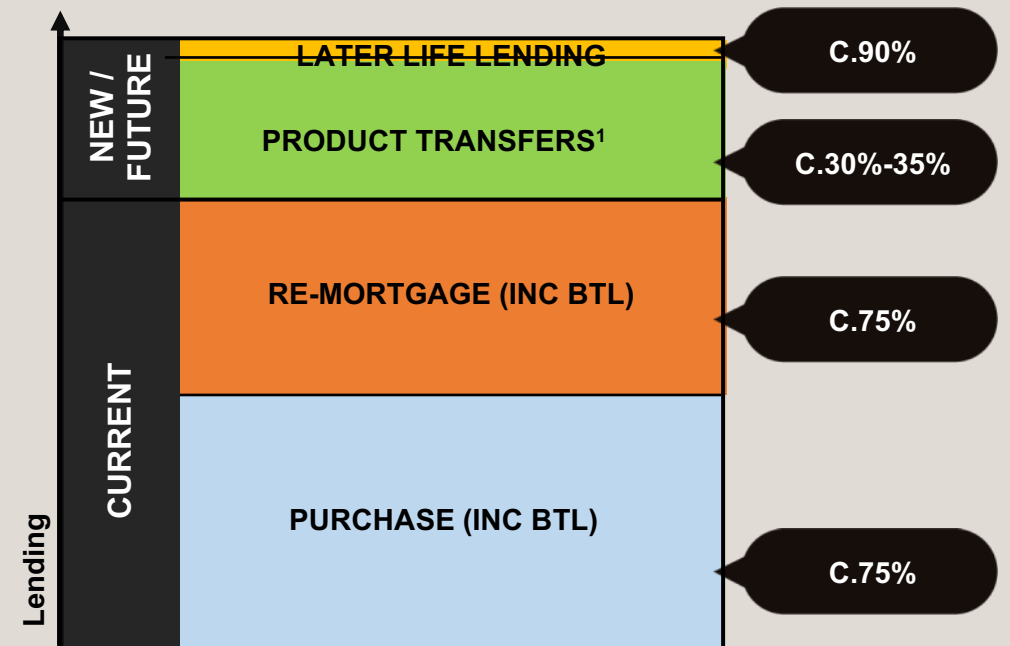 LATER LIFE LENDING
C.90%
NEW /
FUTURE
PRODUCT TRANSFERS¹
C.30%-35%
RE-MORTGAGE (INC BTL)
C.75%
CURRENT
PURCHASE (INC BTL)
C.75%
Lending